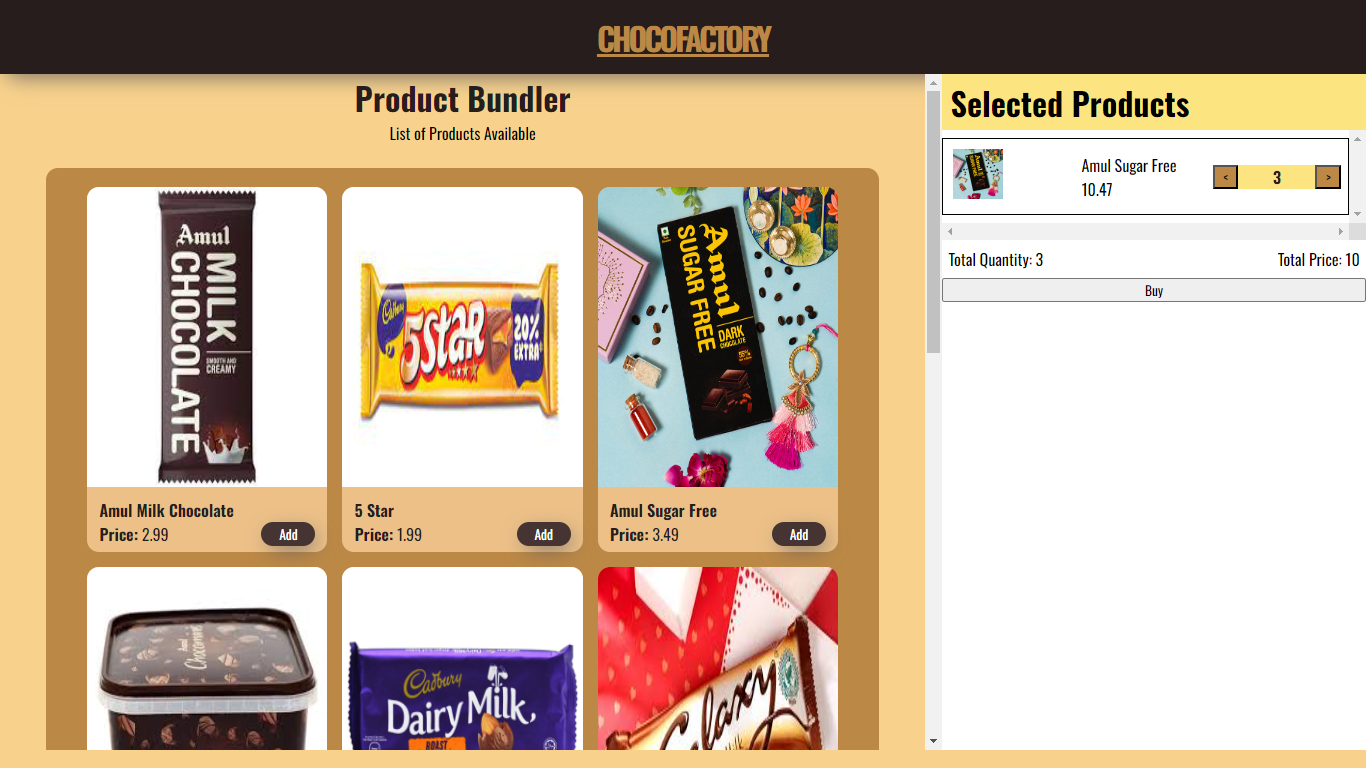 CHOCOFACTORY
Product Bundler
List of Products Available
Amul
MILK
CHOCOLATE
SMOOTH AND
CREAMY
Cadbury
5Star
20%
EXTRA
Amul
SUGAR FREE
DARK
CHOCOLATE
55%
Amul Milk Chocolate
Price: 2.99
Add
5 Star
Price: 1.99
Add
Amul Sugar Free
Price: 3.49
Add
Amul
Cadbury
Dairy Milk
ROAST
Galaxy
Selected Products
Amul Sugar Free
10.47
< 3 >
Total Quantity: 3
Total Price: 10
Buy